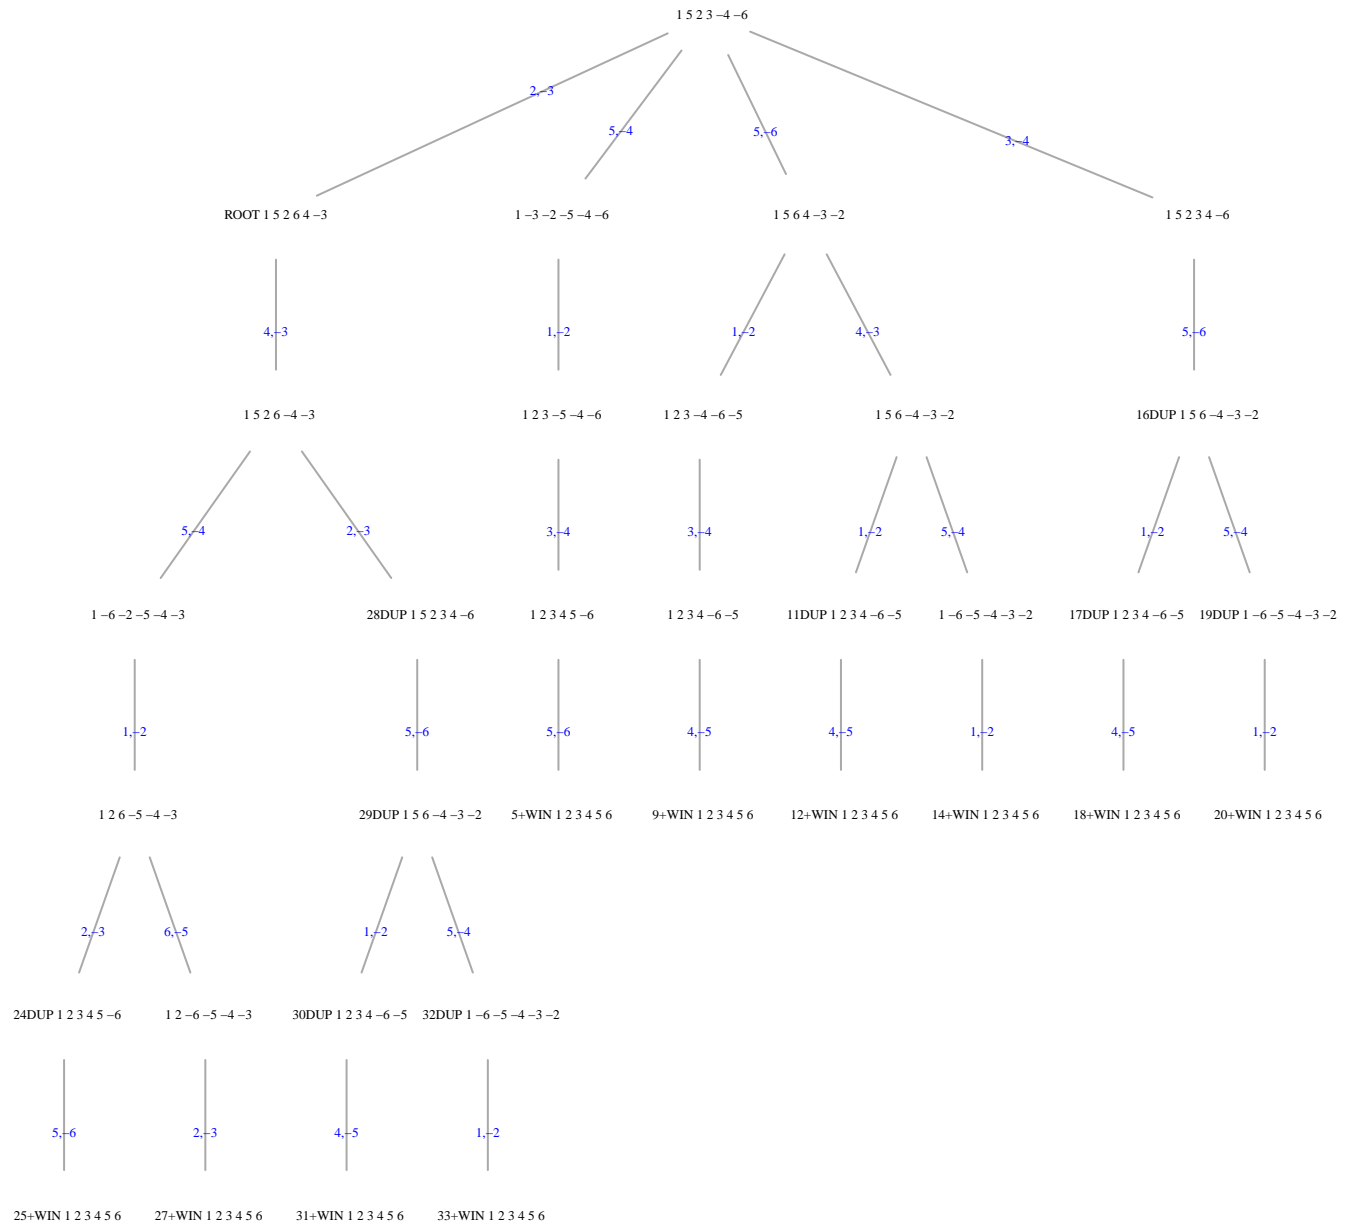 1 5 2 3 –4 –6
2,–3
5,–4
5,–6
3,–4
ROOT 1 5 2 6 4 –3
1 –3 –2 –5 –4 –6
1 5 6 4 –3 –2
1 5 2 3 4 –6
4,–3
1,–2
1,–2
4,–3
5,–6
1 5 2 6 –4 –3
1 2 3 –5 –4 –6
1 2 3 –4 –6 –5
1 5 6 –4 –3 –2
16DUP 1 5 6 –4 –3 –2
5,–4
2,–3
3,–4
3,–4
1,–2
5,–4
1,–2
5,–4
1 –6 –2 –5 –4 –3
28DUP 1 5 2 3 4 –6
1 2 3 4 5 –6
1 2 3 4 –6 –5
11DUP 1 2 3 4 –6 –5
1 –6 –5 –4 –3 –2
17DUP 1 2 3 4 –6 –5
19DUP 1 –6 –5 –4 –3 –2
1,–2
5,–6
5,–6
4,–5
4,–5
1,–2
4,–5
1,–2
1 2 6 –5 –4 –3
29DUP 1 5 6 –4 –3 –2
5+WIN 1 2 3 4 5 6
9+WIN 1 2 3 4 5 6
12+WIN 1 2 3 4 5 6
14+WIN 1 2 3 4 5 6
18+WIN 1 2 3 4 5 6
20+WIN 1 2 3 4 5 6
2,–3
6,–5
1,–2
5,–4
24DUP 1 2 3 4 5 –6
1 2 –6 –5 –4 –3
30DUP 1 2 3 4 –6 –5
32DUP 1 –6 –5 –4 –3 –2
5,–6
2,–3
4,–5
1,–2
25+WIN 1 2 3 4 5 6
27+WIN 1 2 3 4 5 6
31+WIN 1 2 3 4 5 6
33+WIN 1 2 3 4 5 6